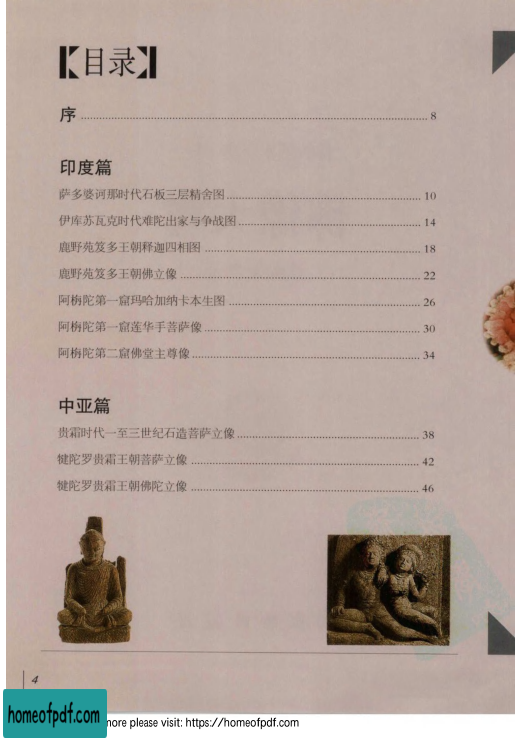 【目录】
序 8
印度篇
萨多婆诃那时代石板三层精舍图 10
伊库苏瓦克时代难陀出家与争战图 14
鹿野苑笈多王朝释迦四相图 18
鹿野苑笈多王朝佛立像 22
阿栴陀第一窟玛哈加纳卡本生图 26
阿栴陀第一窟莲华手菩萨像 30
阿栴陀第二窟佛堂主尊像 34
中亚篇
贵霜时代一至三世纪石造菩萨立像 38
犍陀罗贵霜王朝菩萨立像 42
犍陀罗贵霜王朝佛陀立像 46
4
homeofpdf.com
more please visit: https://homeofpdf.com